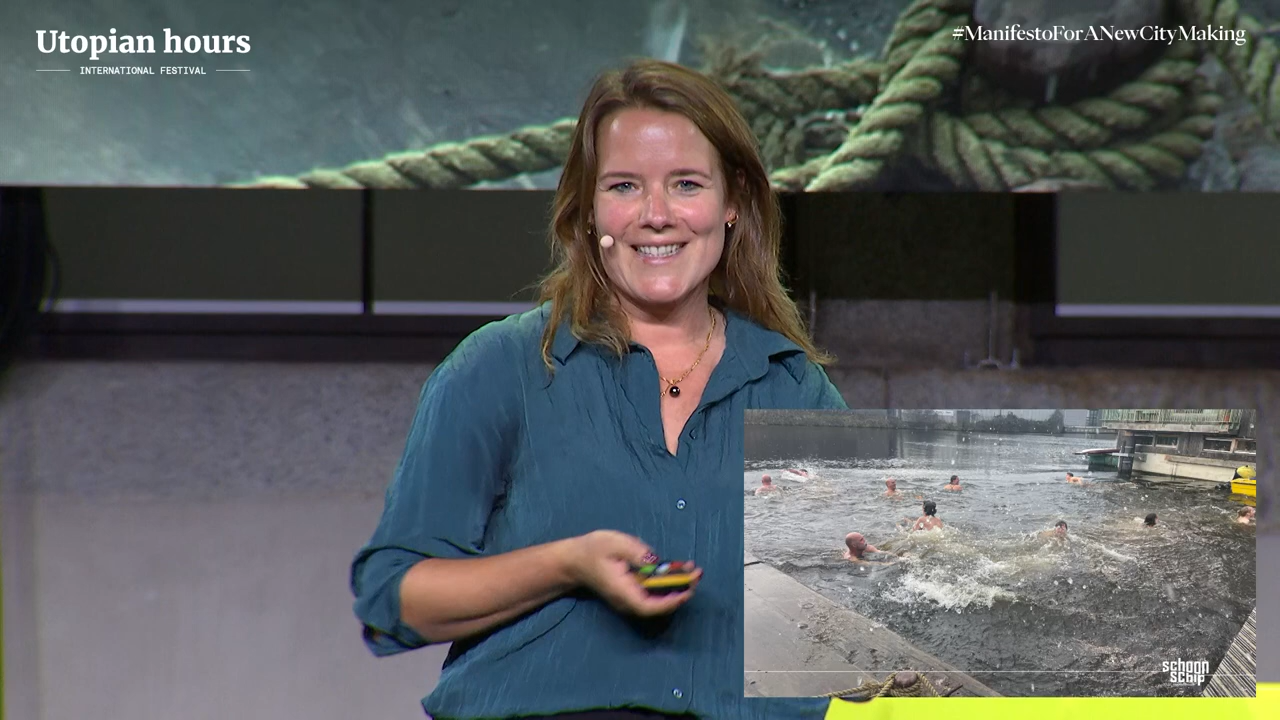 Utopian hours
INTERNATIONAL FESTIVAL
#ManifestoForANewCityMaking
schoon
schip